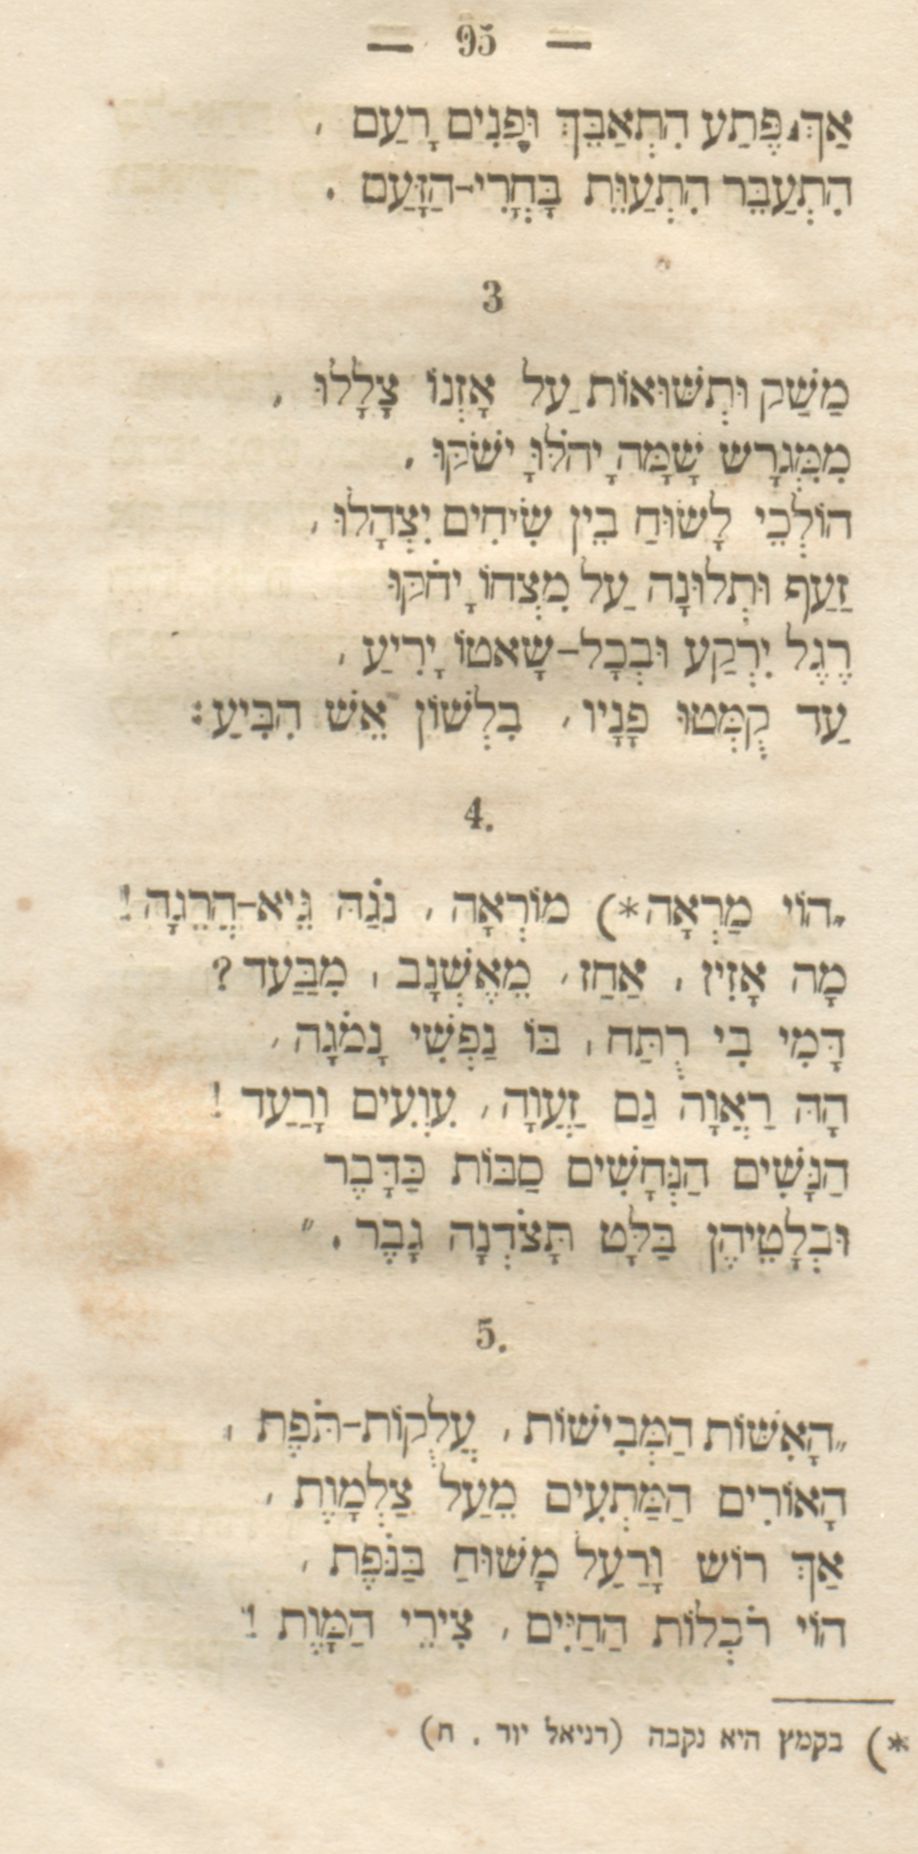 — 95 —
אַךְ פֶּתַע הִתְאַבֵּךְ וּפָנִים רָעַם ,
הִתְעַבֵּר הִתְעַוֵּת בָּחֳרִי-הַזָּעַם .
3
מַשַּׁק וּתְשׁוּאוֹת עַל אָזְנוֹ צָלָלוּ ,
מִמִּגְרָשׁ שָׁמָּה יָהֹלּוּ יָשֹׁקּוּ ,
הוֹלְכֵי לָשׂוּחַ בֵּין שִׂיחִים יִצְהָלוּ ,
זַעַף וּתְלוּנָה עַל מִצְחוֹ יָחֹקּוּ
רֶגֶל יִרְקַע וּבְכָל-שָׁאטוֹ יָרִיעַ ,
עַד קֻמְּטוּ פָנָיו , בִּלְשׁוֹן אֵשׁ הִבִּיעַ :
4.
„הוֹי מַרְאָה*) מוֹרְאָה , נֹגַהּ גֵּיא-הֲרֵגָה !
מָה אָזִין , אַחַז , מֵאֶשְׁנָב , מִבַּעַד ?
דָּמִי בִי רְתַּח , בּוֹ נַפְשִׁי נָמֹגָה ,
הָהּ רַאֲוָה גַם זַעֲוָה , עִוְעִים וָרַעַד !
הַנָּשִׁים הַנְּחָשִׁים סַבּוֹת כַּדָּבֶר
וּבְלָטֵיהֶן בַּלָּט תָּצֹדְנָה גָבֶר . "
5.
„הָאִשּׁוֹת הַמְּבִישׁוֹת , עֲלֻקוֹת-תֹּפֶת ,
הָאוֹרִים הַמַּתְעִים מֵעַל צַלְמָוֶת ,
אַךְ רוֹשׁ וָרַעַל מָשׁוּחַ בַּנֹּפֶת ,
הוֹי רֹכְלוֹת הַחַיִּים , צִירֵי הַמָּוֶת !
*) בקמץ היא נקבה (דניאל יוד . ח)